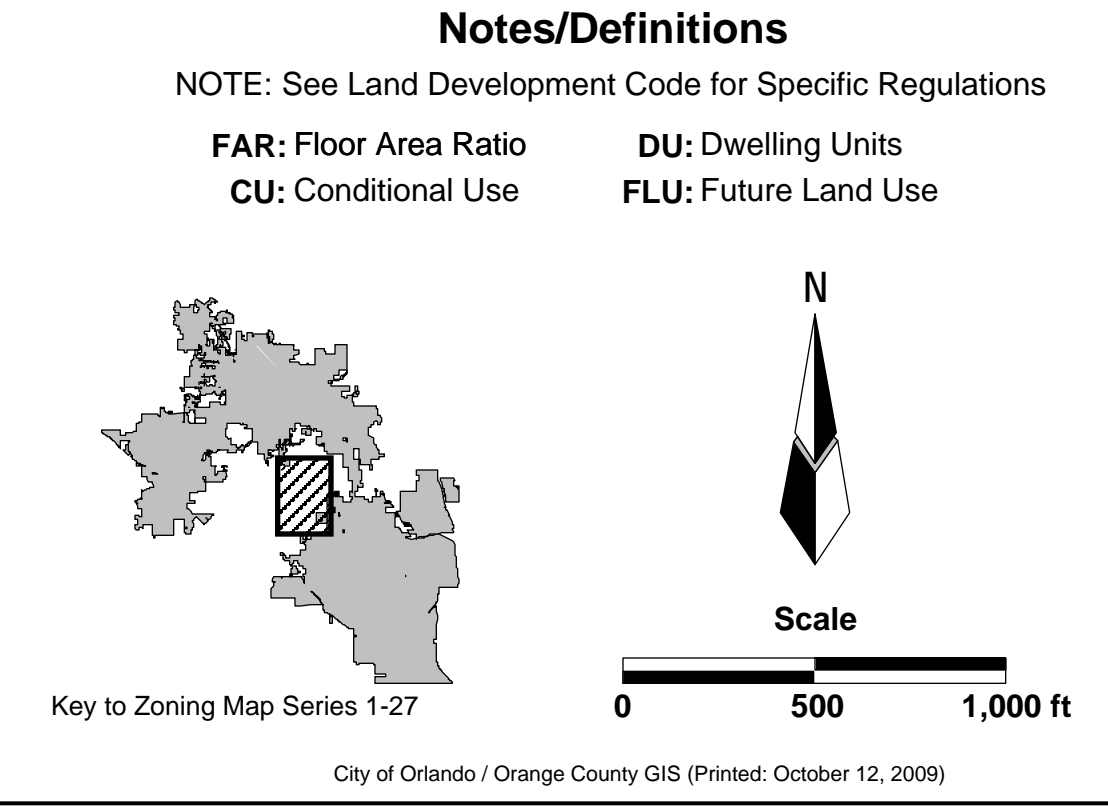 Notes/Definitions
NOTE: See Land Development Code for Specific Regulations
FAR: Floor Area Ratio DU: Dwelling Units
CU: Conditional Use FLU: Future Land Use
N
Scale
0 500 1,000 ft
Key to Zoning Map Series 1-27
City of Orlando / Orange County GIS (Printed: October 12, 2009)